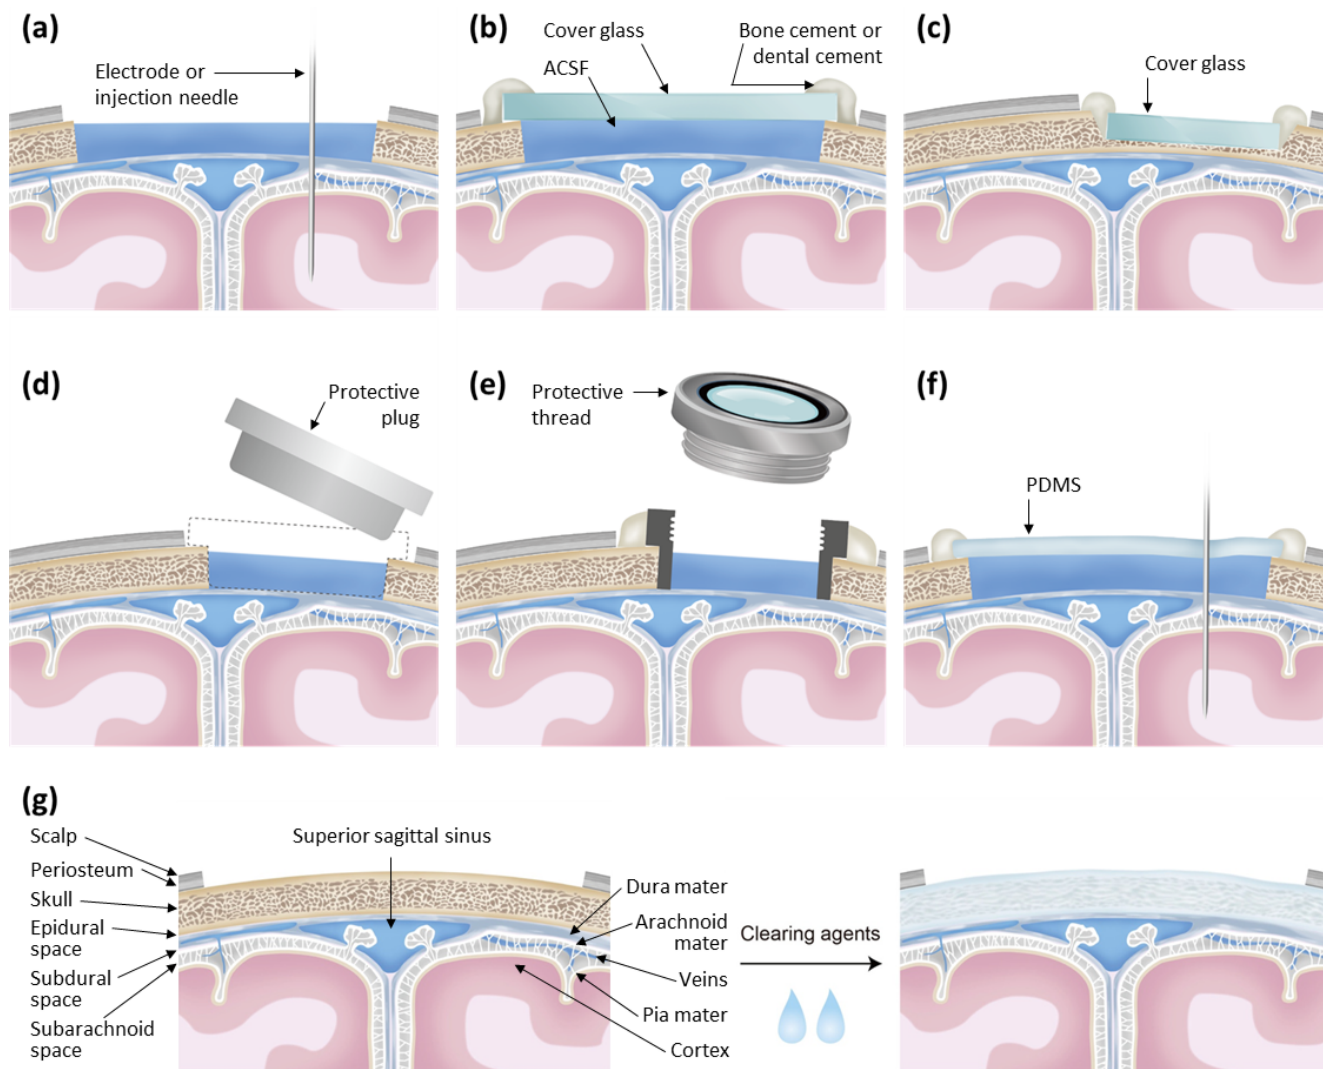 (a)
Electrode or
injection needle
(b)
Cover glass
ACSF
Bone cement or
dental cement
(c)
Cover glass
(d)
Protective
plug
(e)
Protective
thread
(f)
PDMS
(g)
Scalp
Periosteum
Skull
Epidural
space
Subdural
space
Subarachnoid
space
Superior sagittal sinus
Dura mater
Arachnoid
mater
Veins
Pia mater
Cortex
Clearing agents